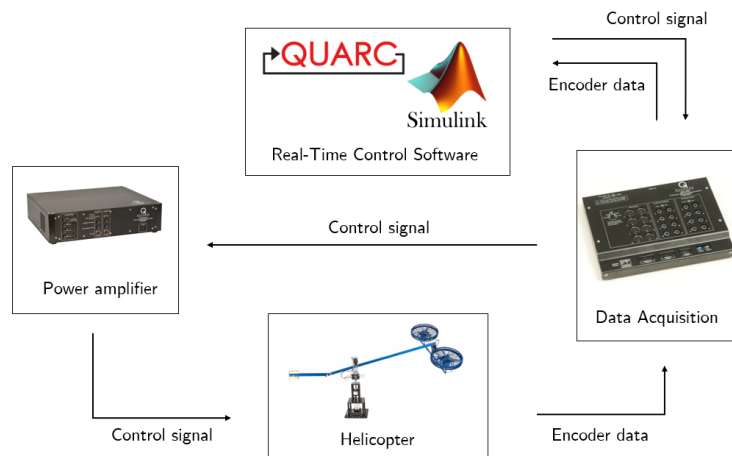 Control signal
QUARC
Encoder data
Simulink
Real-Time Control Software
Control signal
Power amplifier
Data Acquisition
Helicopter
Control signal
Encoder data